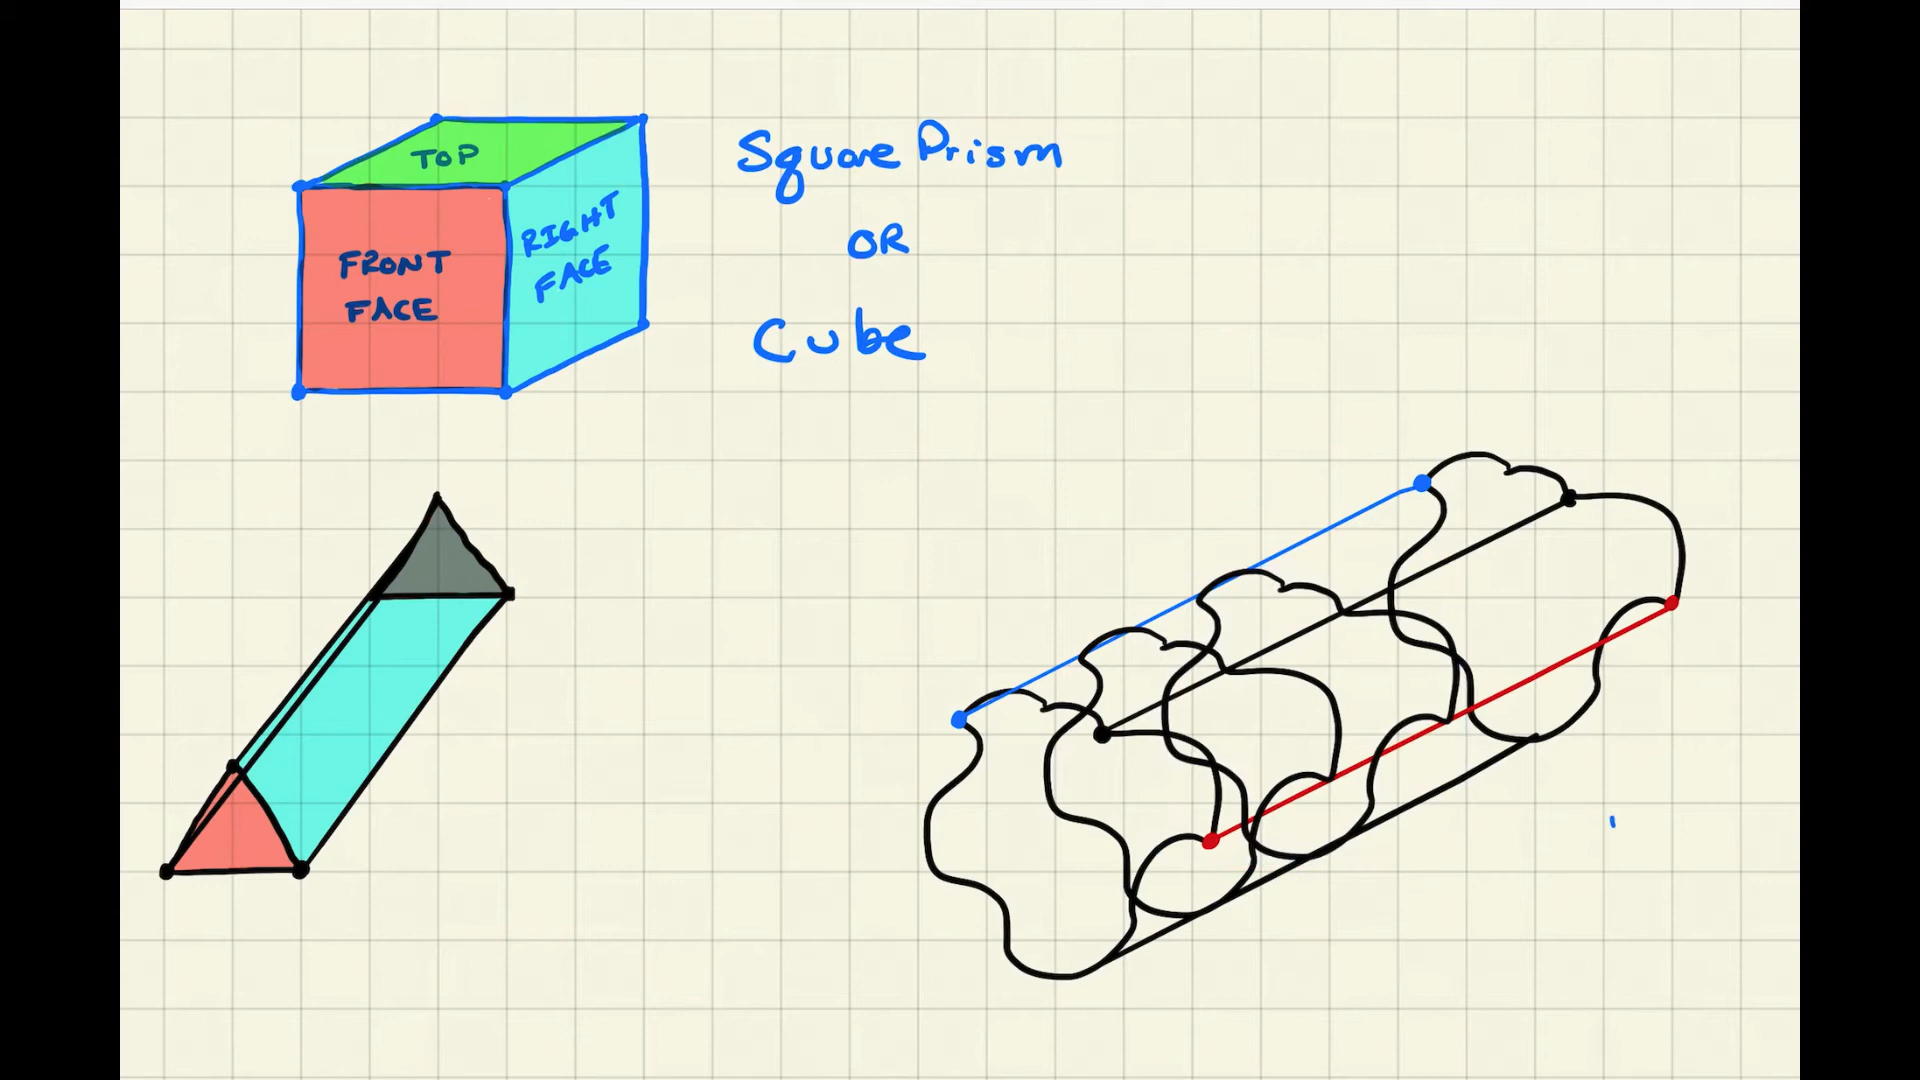 TOP
FRONT
FACE
RIGHT
FACE
Square Prism
OR
Cube